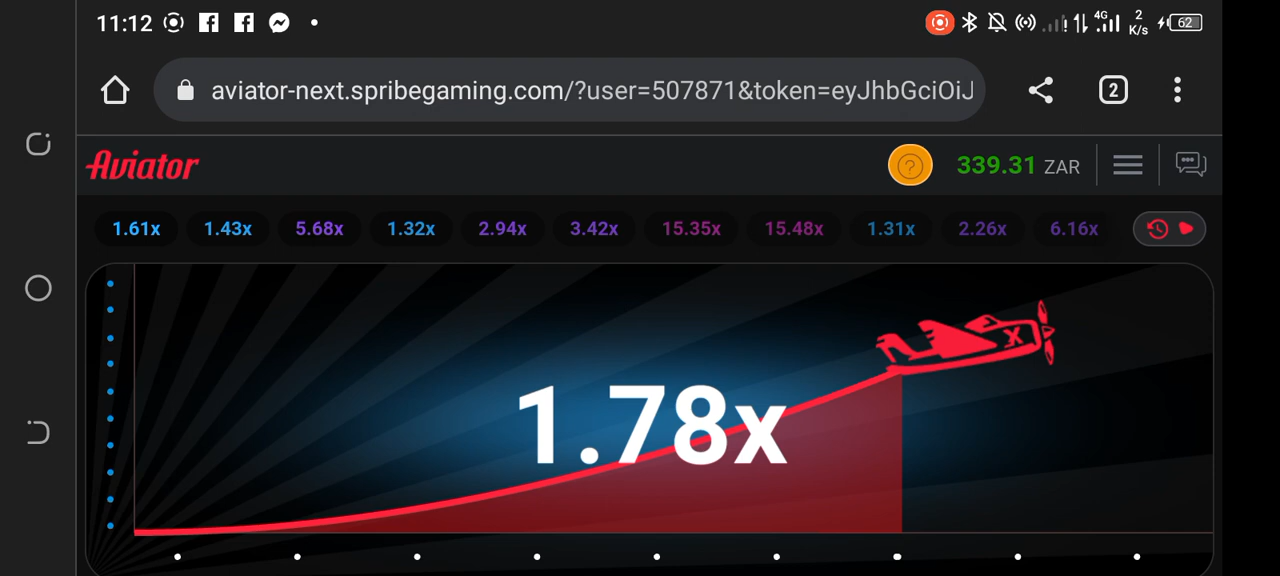 11:12 4G 2 K/s 62
aviator-next.spribegaming.com/?user=507871&token=eyJhbGciOiJ 2
Aviator ? 339.31 ZAR
1.61x 1.43x 5.68x 1.32x 2.94x 3.42x 15.35x 15.48x 1.31x 2.26x 6.16x
X
1.78x